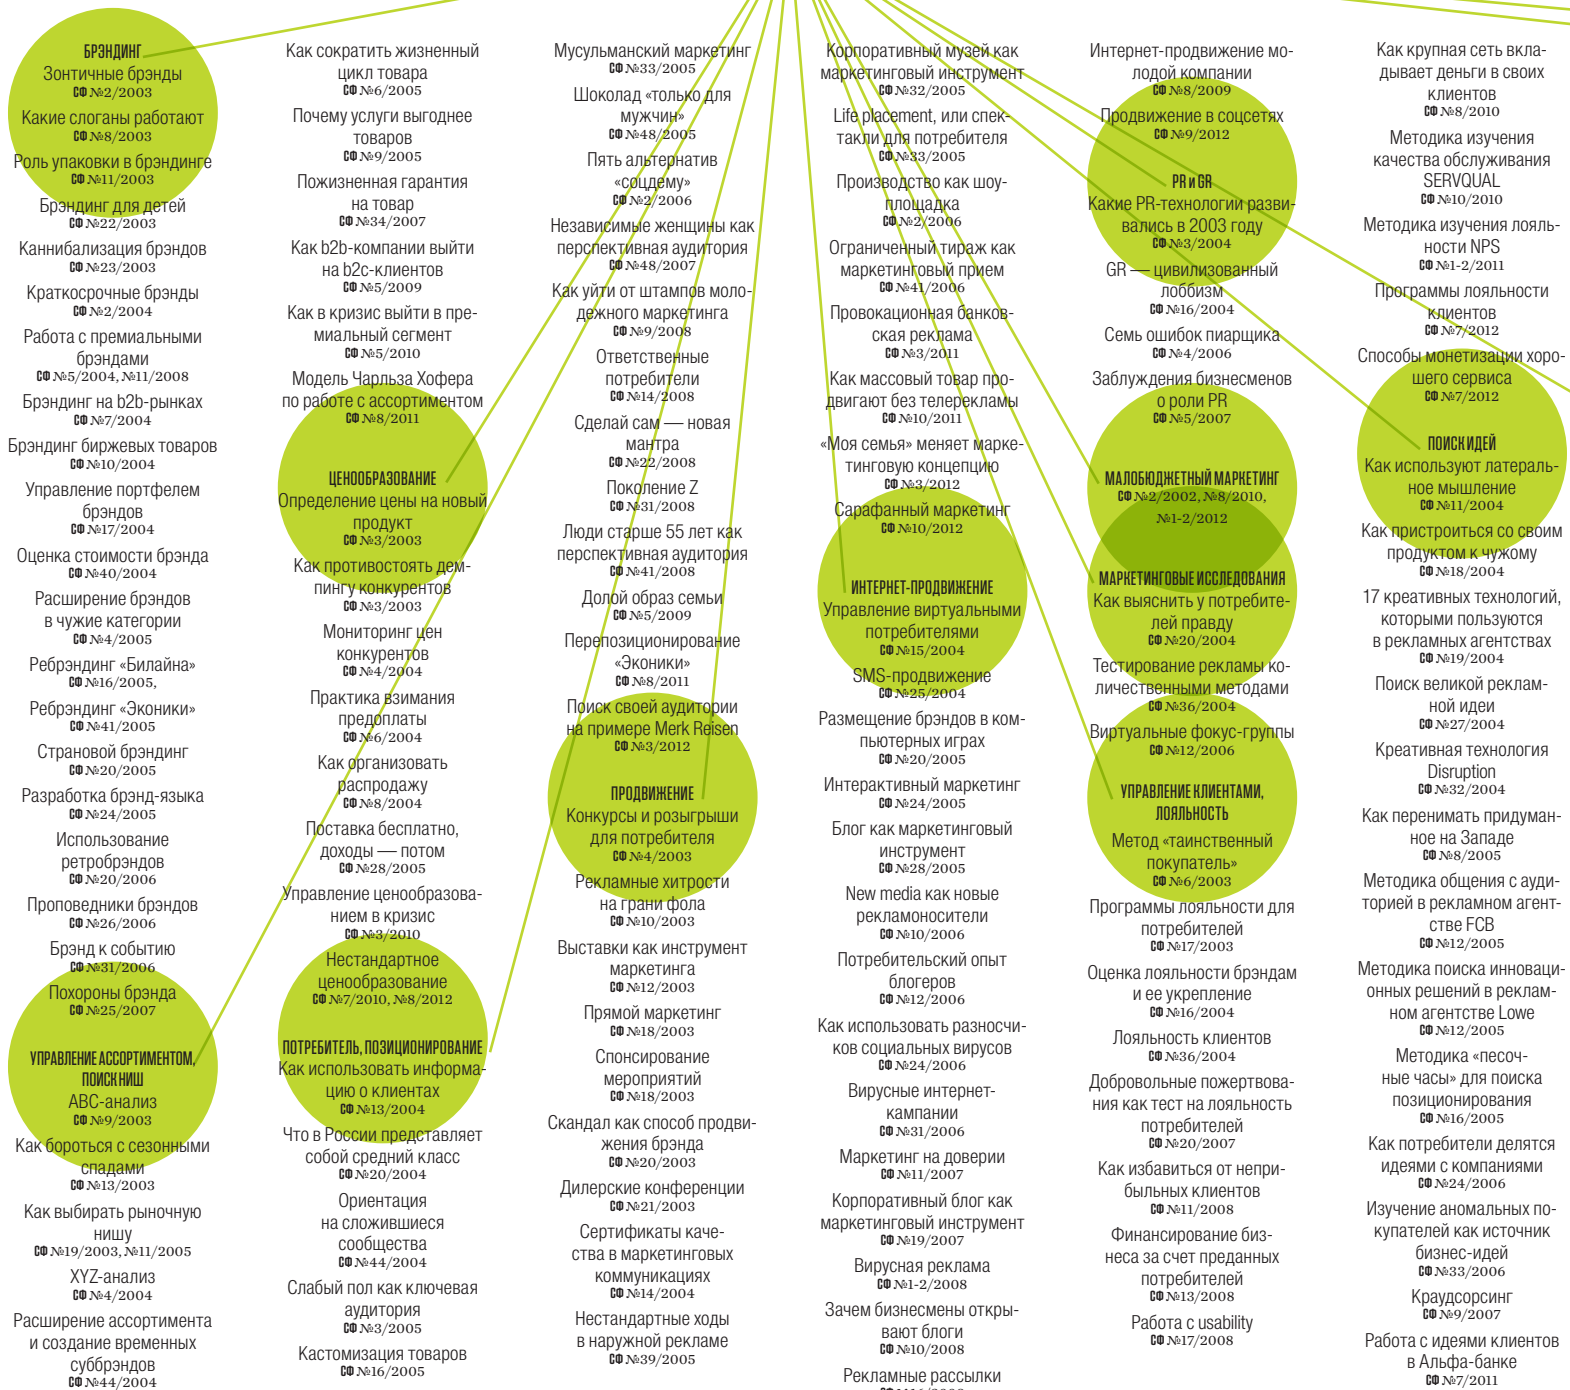 БРЭНДИНГ
Зонтичные брэнды
СФ №2/2003
Какие слоганы работают
СФ №8/2003
Роль упаковки в брэндинге
СФ №11/2003
Брэндинг для детей
СФ №22/2003
Каннибализация брэндов
СФ №23/2003
Краткосрочные брэнды
СФ №2/2004
Работа с премиальными
брэндами
СФ №5/2004, №11/2008
Брэндинг на b2b-рынках
СФ №7/2004
Брэндинг биржевых товаров
СФ №10/2004
Управление портфелем
брэндов
СФ №17/2004
Оценка стоимости брэнда
СФ №40/2004
Расширение брэндов
в чужие категории
СФ №4/2005
Ребрэндинг «Билайна»
СФ №16/2005,
Ребрэндинг «Эконики»
СФ №41/2005
Страновой брэндинг
СФ №20/2005
Разработка брэнд-языка
СФ №24/2005
Использование
ретробрэндов
СФ №20/2006
Проповедники брэндов
СФ №26/2006
Брэнд к событию
СФ №31/2006
Похороны брэнда
СФ №25/2007
УПРАВЛЕНИЕ АССОРТИМЕНТОМ,
ПОИСК НИШ
ABC-анализ
СФ №9/2003
Как бороться с сезонными
спадами
СФ №13/2003
Как выбирать рыночную
нишу
СФ №19/2003, №11/2005
XYZ-анализ
СФ №4/2004
Расширение ассортимента
и создание временных
суббрэндов
СФ №44/2004
Как сократить жизненный
цикл товара
СФ №6/2005
Почему услуги выгоднее
товаров
СФ №9/2005
Пожизненная гарантия
на товар
СФ №34/2007
Как b2b-компании выйти
на b2c-клиентов
СФ №5/2009
Как в кризис выйти в пре-
миальный сегмент
СФ №5/2010
Модель Чарльза Хофера
по работе с ассортиментом
СФ №8/2011
ЦЕНООБРАЗОВАНИЕ
Определение цены на новый
продукт
СФ №3/2003
Как противостоять дем-
пингу конкурентов
СФ №3/2003
Мониторинг цен
конкурентов
СФ №4/2004
Практика взимания
предоплаты
СФ №6/2004
Как организовать
распродажу
СФ №8/2004
Поставка бесплатно,
доходы — потом
СФ №28/2005
Управление ценообразова-
нием в кризис
СФ №3/2010
Нестандартное
ценообразование
СФ №7/2010, №8/2012
ПОТРЕБИТЕЛЬ, ПОЗИЦИОНИРОВАНИЕ
Как использовать информа-
цию о клиентах
СФ №13/2004
Что в России представляет
собой средний класс
СФ №20/2004
Ориентация
на сложившиеся
сообщества
СФ №44/2004
Слабый пол как ключевая
аудитория
СФ №3/2005
Кастомизация товаров
СФ №16/2005
Мусульманский маркетинг
СФ №33/2005
Шоколад «только для
мужчин»
СФ №48/2005
Пять альтернатив
«соцдему»
СФ №2/2006
Независимые женщины как
перспективная аудитория
СФ №48/2007
Как уйти от штампов моло-
дежного маркетинга
СФ №9/2008
Ответственные
потребители
СФ №14/2008
Сделай сам — новая
мантра
СФ №22/2008
Поколение Z
СФ №31/2008
Люди старше 55 лет как
перспективная аудитория
СФ №41/2008
Долой образ семьи
СФ №5/2009
Перепозиционирование
«Эконики»
СФ №8/2011
Поиск своей аудитории
на примере Merk Reisen
СФ №3/2012
ПРОДВИЖЕНИЕ
Конкурсы и розыгрыши
для потребителя
СФ №4/2003
Рекламные хитрости
на грани фола
СФ №10/2003
Выставки как инструмент
маркетинга
СФ №12/2003
Прямой маркетинг
СФ №18/2003
Спонсирование
мероприятий
СФ №18/2003
Скандал как способ продви-
жения брэнда
СФ №20/2003
Дилерские конференции
СФ №21/2003
Сертификаты каче-
ства в маркетинговых
коммуникациях
СФ №14/2004
Нестандартные ходы
в наружной рекламе
СФ №39/2005
Корпоративный музей как
маркетинговый инструмент
СФ №32/2005
Life placement, или спек-
такли для потребителя
СФ №33/2005
Производство как шоу-
площадка
СФ №2/2006
Ограниченный тираж как
маркетинговый прием
СФ №41/2006
Провокационная банков-
ская реклама
СФ №3/2011
Как массовый товар про-
двигают без телерекламы
СФ №10/2011
«Моя семья» меняет марке-
тинговую концепцию
СФ №3/2012
Сарафанный маркетинг
СФ №10/2012
ИНТЕРНЕТ-ПРОДВИЖЕНИЕ
Управление виртуальными
потребителями
СФ №15/2004
SMS-продвижение
СФ №25/2004
Размещение брэндов в ком-
пьютерных играх
СФ №20/2005
Интерактивный маркетинг
СФ №24/2005
Блог как маркетинговый
инструмент
СФ №28/2005
New media как новые
рекламоносители
СФ №10/2006
Потребительский опыт
блогеров
СФ №12/2006
Как использовать разносчи-
ков социальных вирусов
СФ №24/2006
Вирусные интернет-
кампании
СФ №31/2006
Маркетинг на доверии
СФ №11/2007
Корпоративный блог как
маркетинговый инструмент
СФ №19/2007
Вирусная реклама
СФ №1-2/2008
Зачем бизнесмены откры-
вают блоги
СФ №10/2008
Рекламные рассылки
Интернет-продвижение мо-
лодой компании
СФ №8/2009
Продвижение в соцсетях
СФ №9/2012
PR и GR
Какие PR-технологии разви-
вались в 2003 году
СФ №3/2004
GR — цивилизованный
лоббизм
СФ №16/2004
Семь ошибок пиарщика
СФ №4/2006
Заблуждения бизнесменов
о роли PR
СФ №5/2007
МАЛОБЮДЖЕТНЫЙ МАРКЕТИНГ
СФ №2/2002, №8/2010,
№1-2/2012
МАРКЕТИНГОВЫЕ ИССЛЕДОВАНИЯ
Как выяснить у потребите-
лей правду
СФ №20/2004
Тестирование рекламы ко-
личественными методами
СФ №36/2004
Виртуальные фокус-группы
СФ №12/2006
УПРАВЛЕНИЕ КЛИЕНТАМИ,
ЛОЯЛЬНОСТЬ
Метод «таинственный
покупатель»
СФ №6/2003
Программы лояльности для
потребителей
СФ №17/2003
Оценка лояльности брэндам
и ее укрепление
СФ №16/2004
Лояльность клиентов
СФ №36/2004
Добровольные пожертвова-
ния как тест на лояльность
потребителей
СФ №20/2007
Как избавиться от непри-
быльных клиентов
СФ №11/2008
Финансирование биз-
неса за счет преданных
потребителей
СФ №13/2008
Работа с usability
СФ №17/2008
Как крупная сеть вкла-
дывает деньги в своих
клиентов
СФ №8/2010
Методика изучения
качества обслуживания
SERVQUAL
СФ №10/2010
Методика изучения лояль-
ности NPS
СФ №1-2/2011
Программы лояльности
клиентов
СФ №7/2012
Способы монетизации хоро-
шего сервиса
СФ №7/2012
ПОИСК ИДЕЙ
Как используют латераль-
ное мышление
СФ №11/2004
Как пристроиться со своим
продуктом к чужому
СФ №18/2004
17 креативных технологий,
которыми пользуются
в рекламных агентствах
СФ №19/2004
Поиск великой реклам-
ной идеи
СФ №27/2004
Креативная технология
Disruption
СФ №32/2004
Как перенимать придуман-
ное на Западе
СФ №8/2005
Методика общения с ауди-
торией в рекламном агент-
стве FCB
СФ №12/2005
Методика поиска инноваци-
онных решений в реклам-
ном агентстве Lowe
СФ №12/2005
Методика «песоч-
ные часы» для поиска
позиционирования
СФ №16/2005
Как потребители делятся
идеями с компаниями
СФ №24/2006
Изучение аномальных по-
купателей как источник
бизнес-идей
СФ №33/2006
Краудсорсинг
СФ №9/2007
Работа с идеями клиентов
в Альфа-банке
СФ №7/2011